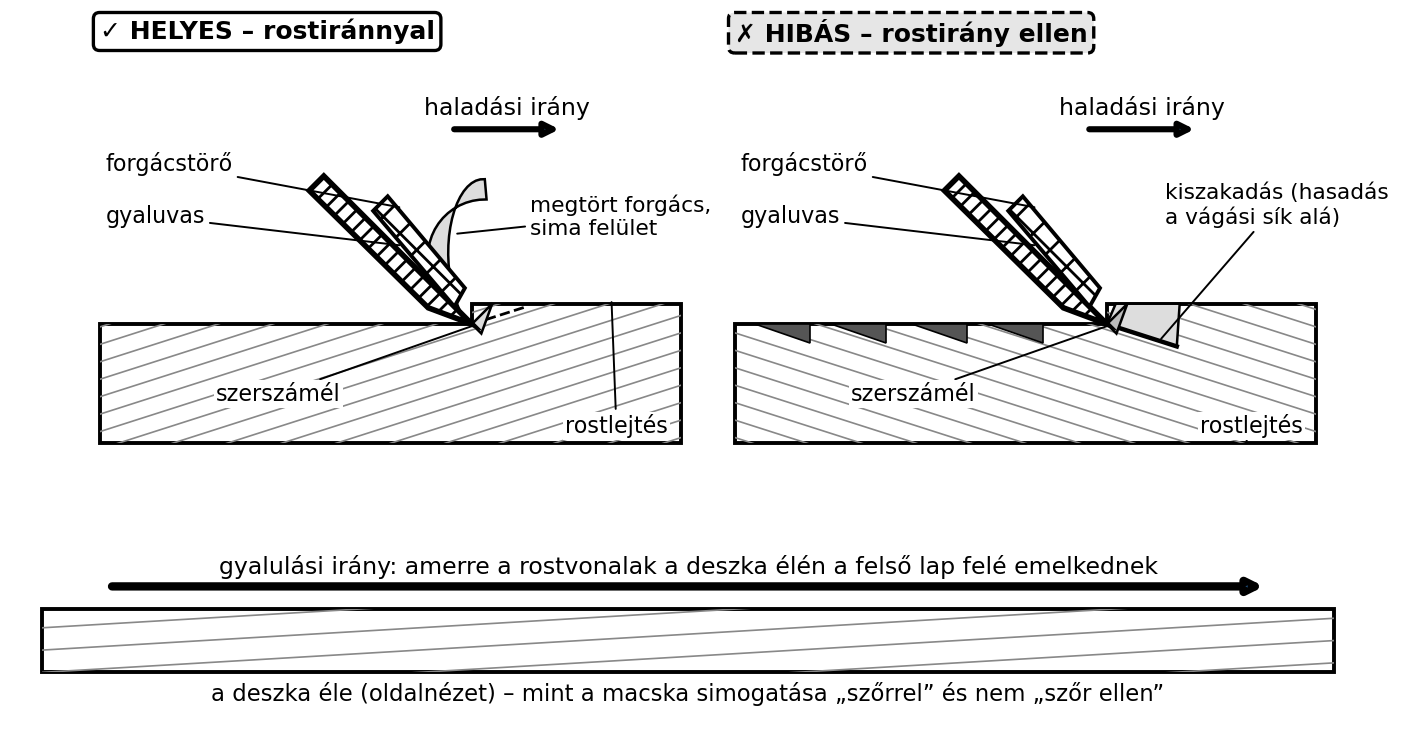 ✓ HELYES – rostiránnyal
haladási irány
forgácstörő
gyaluvas
megtört forgács,
sima felület
szerszámél
rostlejtés
✗ HIBÁS – rostirány ellen
haladási irány
forgácstörő
gyaluvas
kiszakadás (hasadás
a vágási sík alá)
szerszámél
rostlejtés
gyalulási irány: amerre a rostvonalak a deszka élén a felső lap felé emelkednek
a deszka éle (oldalnézet) – mint a macska simogatása „szőrrel” és nem „szőr ellen”